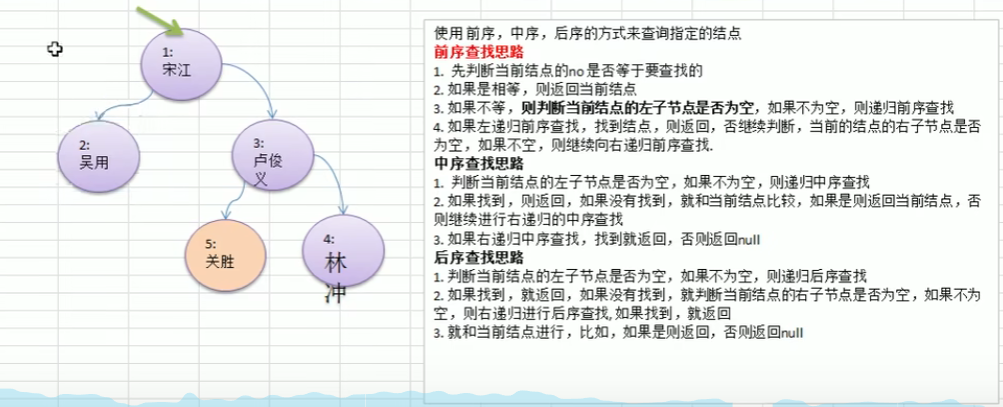 1:
宋江
2:
吴用
3:
卢俊
义
5:
关胜
4:
林
冲
使用前序，中序，后序的方式来查询指定的结点
前序查找思路
1. 先判断当前结点的no是否等于要查找的
2. 如果是相等，则返回当前结点
3. 如果不等，则判断当前结点的左子节点是否为空，如果不为空，则递归前序查找
4. 如果左递归前序查找，找到结点，则返回，否继续判断，当前的结点的右子节点是否
为空，如果不空，则继续向右递归前序查找.
中序查找思路
1. 判断当前结点的左子节点是否为空，如果不为空，则递归中序查找
2. 如果找到，则返回，如果没有找到，就和当前结点比较，如果是则返回当前结点，否
则继续进行右递归的中序查找
3. 如果右递归中序查找，找到就返回，否则返回null
后序查找思路
1. 判断当前结点的左子节点是否为空，如果不为空，则递归后序查找
2. 如果找到，就返回，如果没有找到，就判断当前结点的右子节点是否为空，如果不为
空，则右递归进行后序查找,如果找到，就返回
3. 就和当前结点进行，比如，如果是则返回，否则返回null